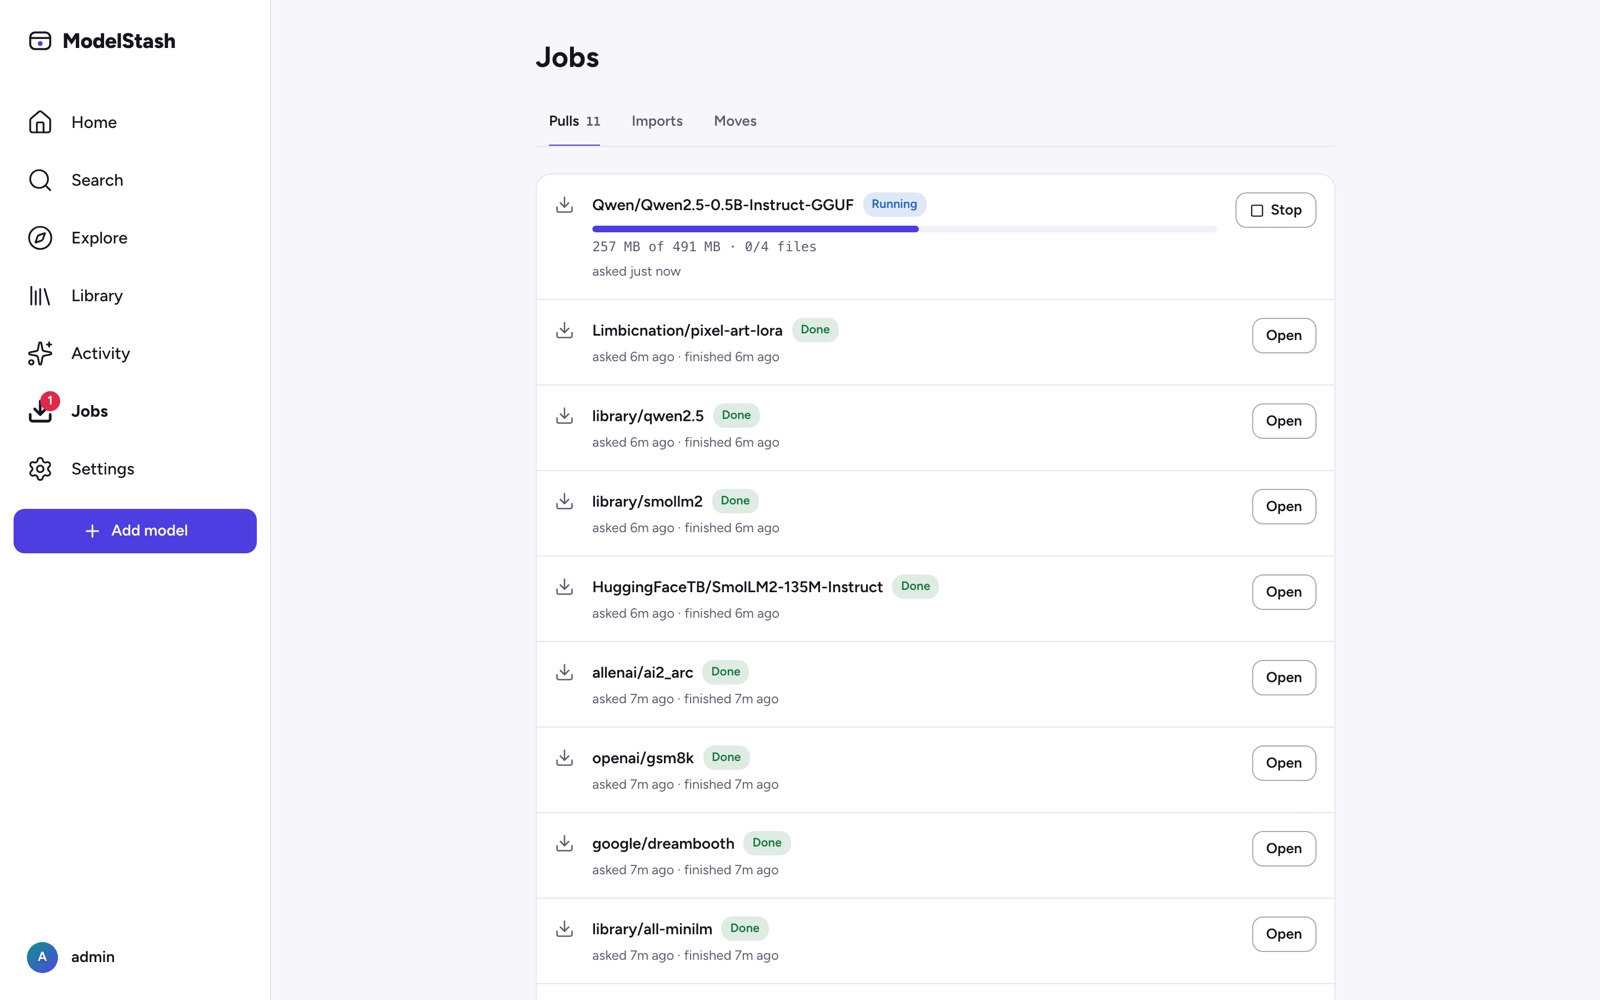 ModelStash
Home
Search
Explore
Library
Activity
1
Jobs
Settings
Add model
A
admin
Jobs
Pulls 11
Imports
Moves
Qwen/Qwen2.5-0.5B-Instruct-GGUF Running
Stop
257 MB of 491 MB · 0/4 files
asked just now
Limbicnation/pixel-art-lora Done
Open
asked 6m ago · finished 6m ago
library/qwen2.5 Done
Open
asked 6m ago · finished 6m ago
library/smollm2 Done
Open
asked 6m ago · finished 6m ago
HuggingFaceTB/SmolLM2-135M-Instruct Done
Open
asked 6m ago · finished 6m ago
allenai/ai2_arc Done
Open
asked 7m ago · finished 7m ago
openai/gsm8k Done
Open
asked 7m ago · finished 7m ago
google/dreambooth Done
Open
asked 7m ago · finished 7m ago
library/all-minilm Done
Open
asked 7m ago · finished 7m ago